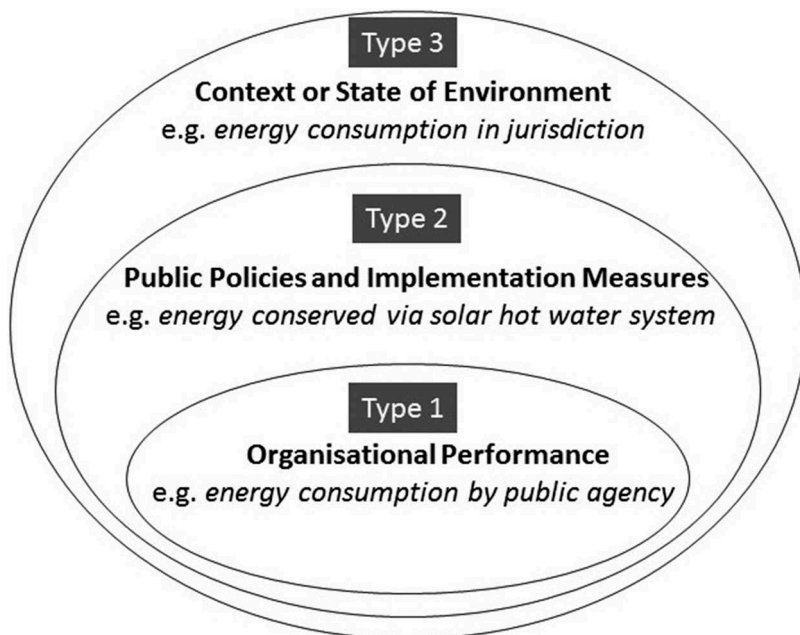 Type 3
Context or State of Environment
e.g. energy consumption in jurisdiction
Type 2
Public Policies and Implementation Measures
e.g. energy conserved via solar hot water system
Type 1
Organisational Performance
e.g. energy consumption by public agency